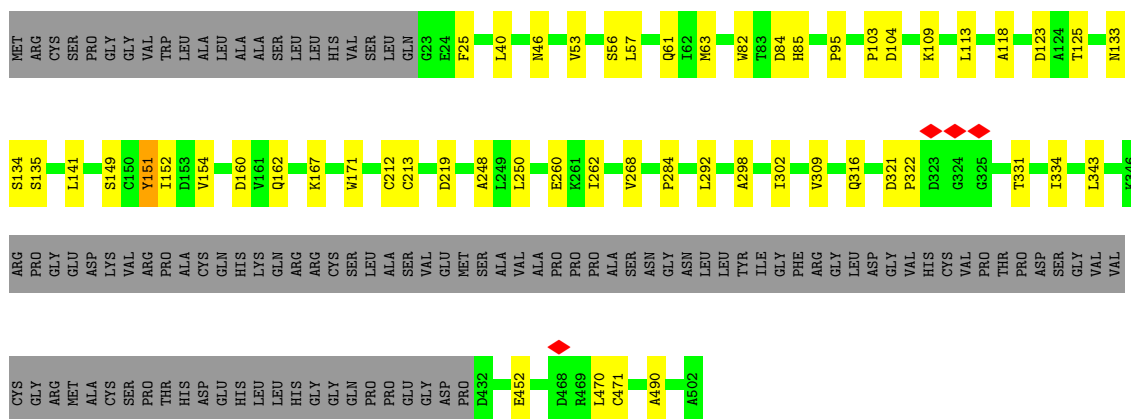 MET ARG CYS SER PRO GLY GLY VAL TRP LEU ALA LEU ALA ALA SER LEU LEU HIS VAL SER LEU GLN G23 E24 F25 L40 N46 V53 S56 L57 Q61 I62 M63 W82 T83 D84 H85 P95 P103 D104 K109 L113 A118 D123 A124 T125 N133
S134 S135 L141 S149 C150 Y151 I152 D153 V154 D160 V161 Q162 K167 W171 C212 C213 D219 A248 L249 L250 E260 K261 I262 V268 P284 L292 A298 I302 V309 Q316 D321 P322 D323 G324 G325 T331 I334 L343 K346
ARG PRO GLY GLU ASP LYS VAL ARG PRO ALA CYS GLN HIS LYS GLN ARG ARG CYS SER LEU ALA SER VAL GLU MET SER ALA VAL ALA PRO PRO PRO ALA SER ASN GLY ASN LEU LEU TYR ILE GLY PHE ARG GLY LEU ASP GLY VAL HIS CYS VAL PRO THR PRO ASP SER GLY VAL VAL
CYS GLY ARG MET ALA CYS SER PRO THR HIS ASP GLU HIS LEU LEU HIS GLY GLY GLN PRO PRO GLU GLY ASP PRO D432 E452 D468 R469 L470 C471 A490 A502